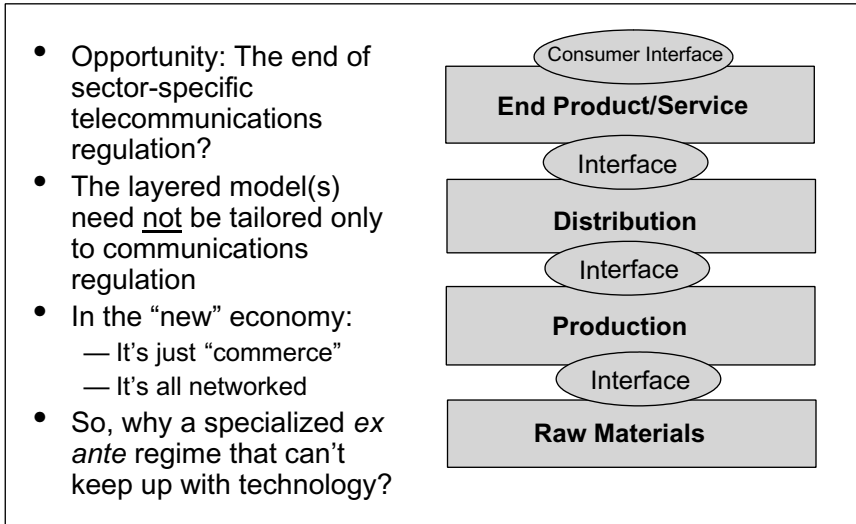 • Opportunity: The end of
sector-specific
telecommunications
regulation?
• The layered model(s)
need not be tailored only
to communications
regulation
• In the “new” economy:
— It’s just “commerce”
— It’s all networked
• So, why a specialized ex
ante regime that can’t
keep up with technology?
Consumer Interface
End Product/Service
Interface
Distribution
Interface
Production
Interface
Raw Materials